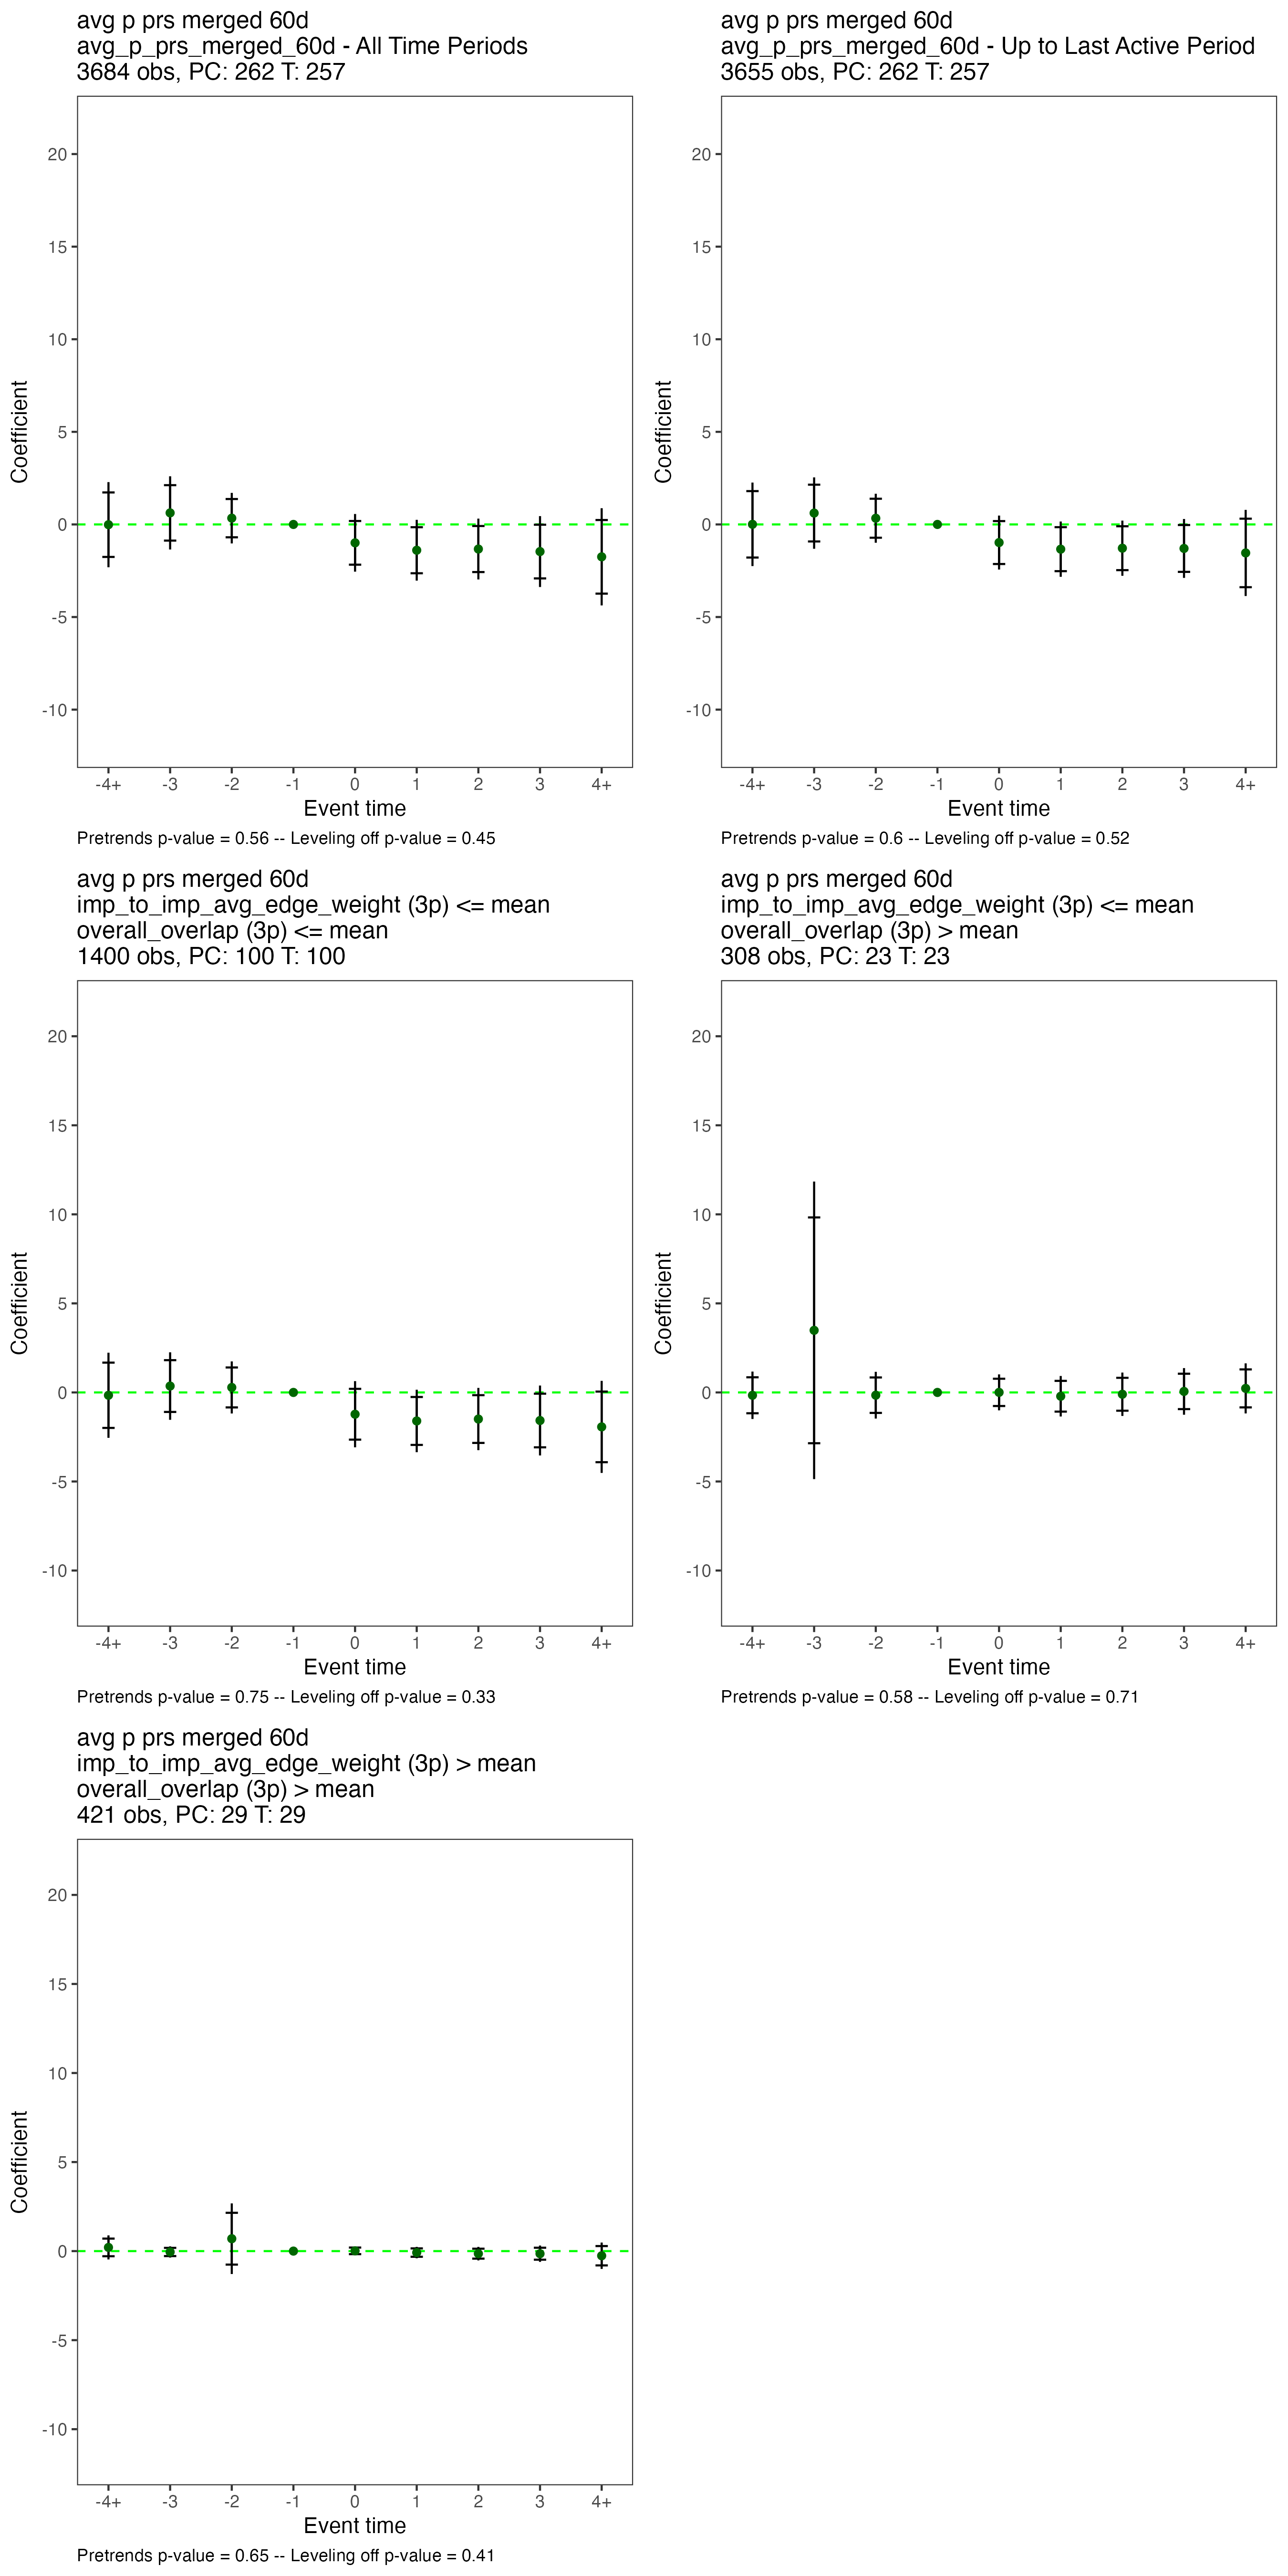 avg p prs merged 60d
avg_p_prs_merged_60d - All Time Periods
3684 obs, PC: 262 T: 257
20
15
10
5
0
-5
-10
Coefficient
-4+ -3 -2 -1 0 1 2 3 4+
Event time
Pretrends p-value = 0.56 -- Leveling off p-value = 0.45
avg p prs merged 60d
avg_p_prs_merged_60d - Up to Last Active Period
3655 obs, PC: 262 T: 257
20
15
10
5
0
-5
-10
Coefficient
-4+ -3 -2 -1 0 1 2 3 4+
Event time
Pretrends p-value = 0.6 -- Leveling off p-value = 0.52
avg p prs merged 60d
imp_to_imp_avg_edge_weight (3p) <= mean
overall_overlap (3p) <= mean
1400 obs, PC: 100 T: 100
20
15
10
5
0
-5
-10
Coefficient
-4+ -3 -2 -1 0 1 2 3 4+
Event time
Pretrends p-value = 0.75 -- Leveling off p-value = 0.33
avg p prs merged 60d
imp_to_imp_avg_edge_weight (3p) <= mean
overall_overlap (3p) > mean
308 obs, PC: 23 T: 23
20
15
10
5
0
-5
-10
Coefficient
-4+ -3 -2 -1 0 1 2 3 4+
Event time
Pretrends p-value = 0.58 -- Leveling off p-value = 0.71
avg p prs merged 60d
imp_to_imp_avg_edge_weight (3p) > mean
overall_overlap (3p) > mean
421 obs, PC: 29 T: 29
20
15
10
5
0
-5
-10
Coefficient
-4+ -3 -2 -1 0 1 2 3 4+
Event time
Pretrends p-value = 0.65 -- Leveling off p-value = 0.41